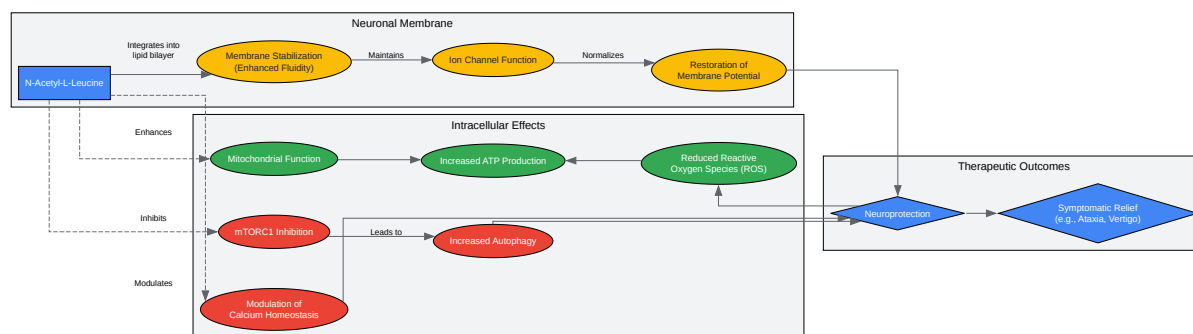 Neuronal Membrane
Integrates into
lipid bilayer
N-Acetyl-L-Leucine
Membrane Stabilization
(Enhanced Fluidity)
Maintains
Ion Channel Function
Normalizes
Restoration of
Membrane Potential
Intracellular Effects
Enhances
Mitochondrial Function
Increased ATP Production
Reduced Reactive
Oxygen Species (ROS)
Inhibits
mTORC1 Inhibition
Leads to
Increased Autophagy
Modulates
Modulation of
Calcium Homeostasis
Therapeutic Outcomes
Neuroprotection
Symptomatic Relief
(e.g., Ataxia, Vertigo)